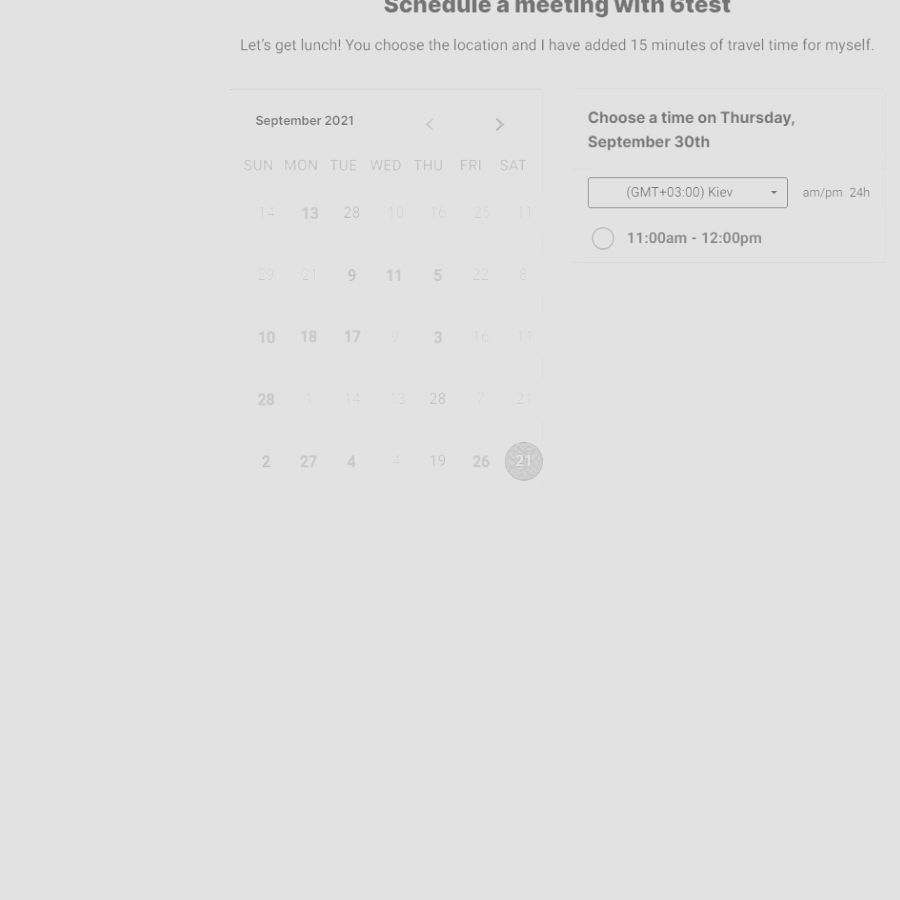 Schedule a meeting with 6test
Let's get lunch! You choose the location and I have added 15 minutes of travel time for myself.
September 2021
SUN MON TUE WED THU FRI SAT
14 13 28 10 16 25 11
29 21 9 11 5 22 8
10 18 17 9 3 16 11
28 1 14 13 28 7 21
2 27 4 4 19 26 21
Choose a time on Thursday,
September 30th
(GMT+03:00) Kiev am/pm 24h
11:00am - 12:00pm